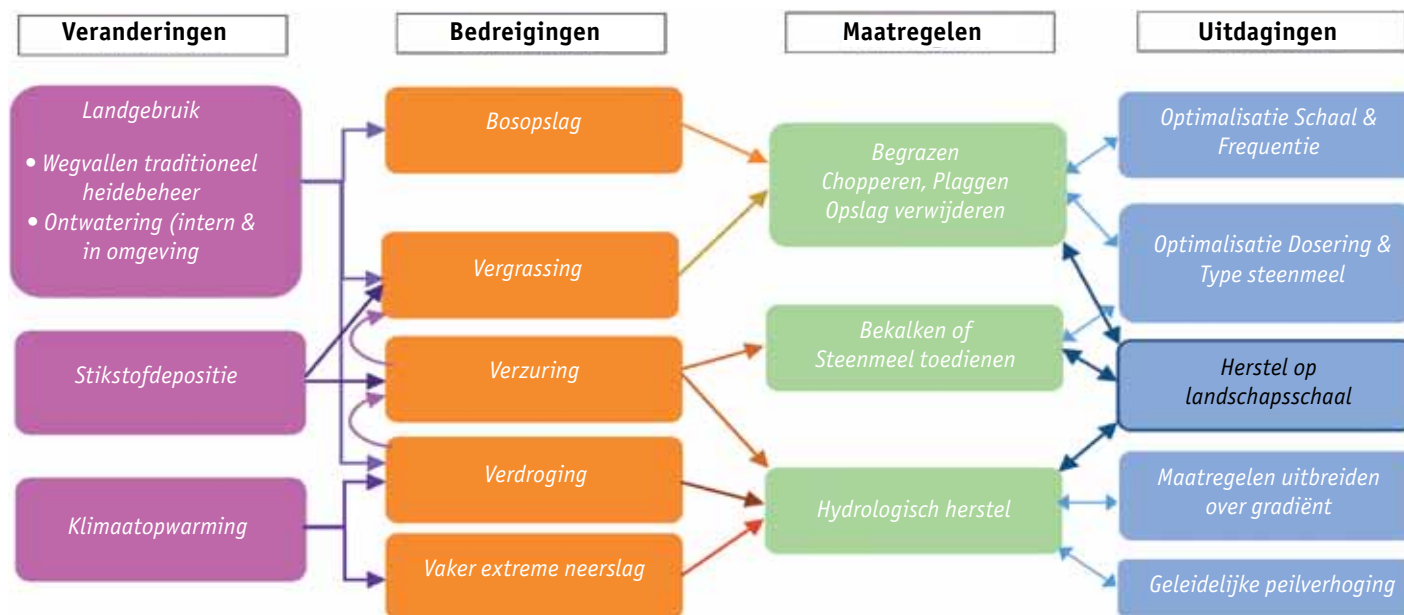 Veranderingen
Bedreigingen
Maatregelen
Uitdagingen
Landgebruik
• Wegvallen traditioneel
heidebeheer
• Ontwatering (intern &
in omgeving
Stikstofdepositie
Klimaatopwarming
Bosopslag
Vergrassing
Verzuring
Verdroging
Vaker extreme neerslag
Begrazen
Chopperen, Plaggen
Opslag verwijderen
Bekalken of
Steenmeel toedienen
Hydrologisch herstel
Optimalisatie Schaal &
Frequentie
Optimalisatie Dosering &
Type steenmeel
Herstel op
landschapsschaal
Maatregelen uitbreiden
over gradiënt
Geleidelijke peilverhoging